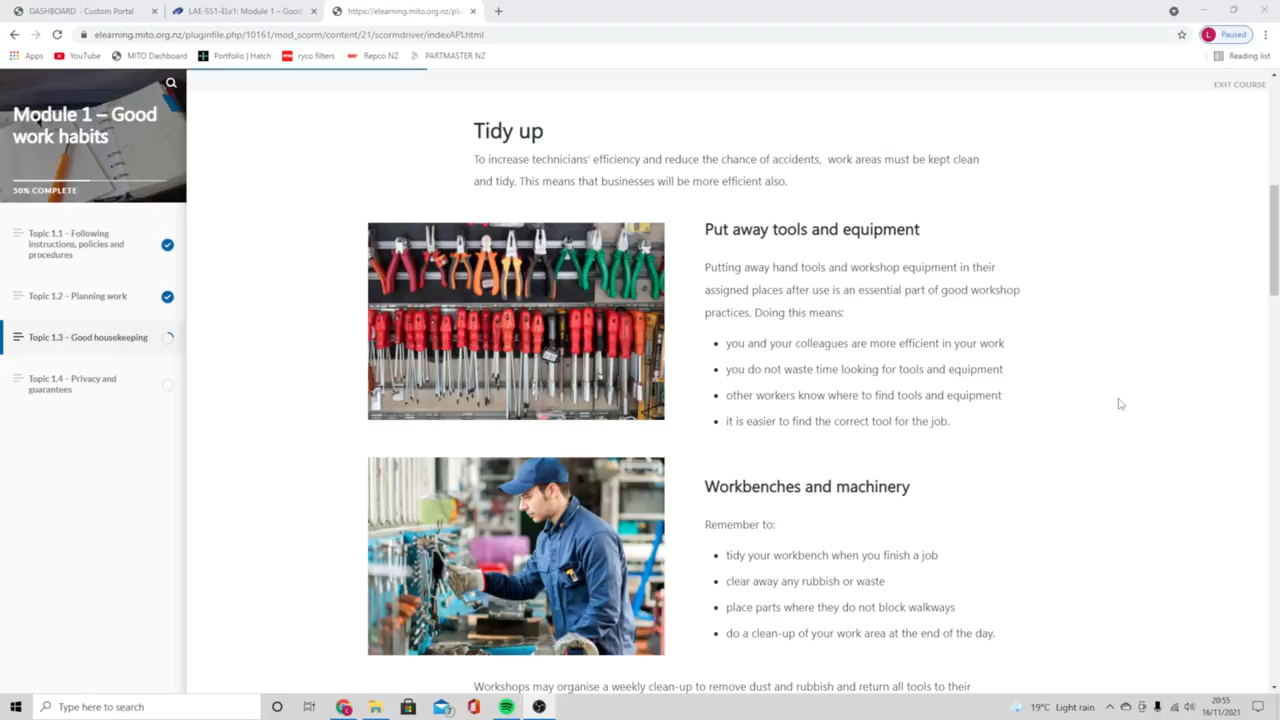 DASHBOARD - Custom Portal
LAE-SS1-ELv1: Module 1 – Good
https://elearning.mito.org.nz/plu
elearning.mito.org.nz/pluginfile.php/10161/mod_scorm/content/21/scormdriver/indexAPI.html
Paused
Apps
YouTube
MITO Dashboard
Portfolio | Hatch
ryco filters
Repco NZ
PARTMASTER NZ
Reading list
EXIT COURSE
Module 1 – Good
work habits
50% COMPLETE
Topic 1.1 – Following
instructions, policies and
procedures
Topic 1.2 – Planning work
Topic 1.3 – Good housekeeping
Topic 1.4 – Privacy and
guarantees
Tidy up
To increase technicians' efficiency and reduce the chance of accidents, work areas must be kept clean
and tidy. This means that businesses will be more efficient also.
Put away tools and equipment
Putting away hand tools and workshop equipment in their
assigned places after use is an essential part of good workshop
practices. Doing this means:
• you and your colleagues are more efficient in your work
• you do not waste time looking for tools and equipment
• other workers know where to find tools and equipment
• it is easier to find the correct tool for the job.
Workbenches and machinery
Remember to:
• tidy your workbench when you finish a job
• clear away any rubbish or waste
• place parts where they do not block walkways
• do a clean-up of your work area at the end of the day.
Workshops may organise a weekly clean-up to remove dust and rubbish and return all tools to their
Type here to search
19°C Light rain
20:55
16/11/2021